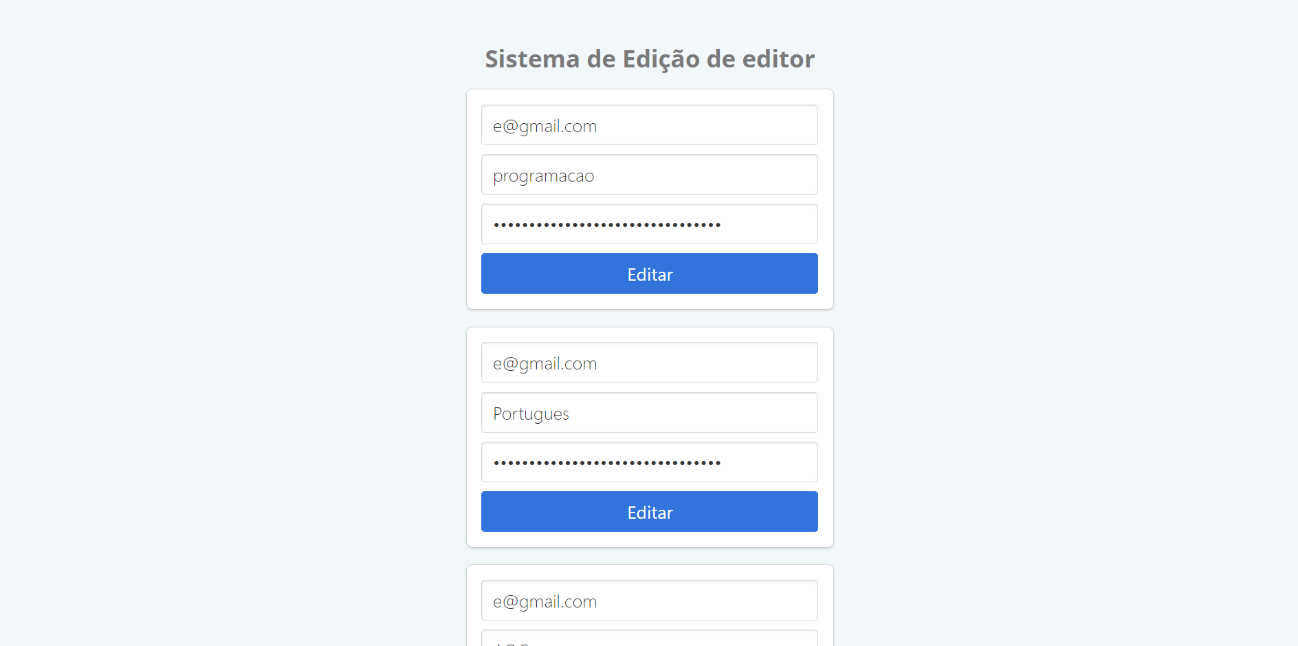 Sistema de Edição de editor
e@gmail.com
programacao
••••••••••••••••••••••••••••••••
Editar
e@gmail.com
Portugues
••••••••••••••••••••••••••••••••
Editar
e@gmail.com